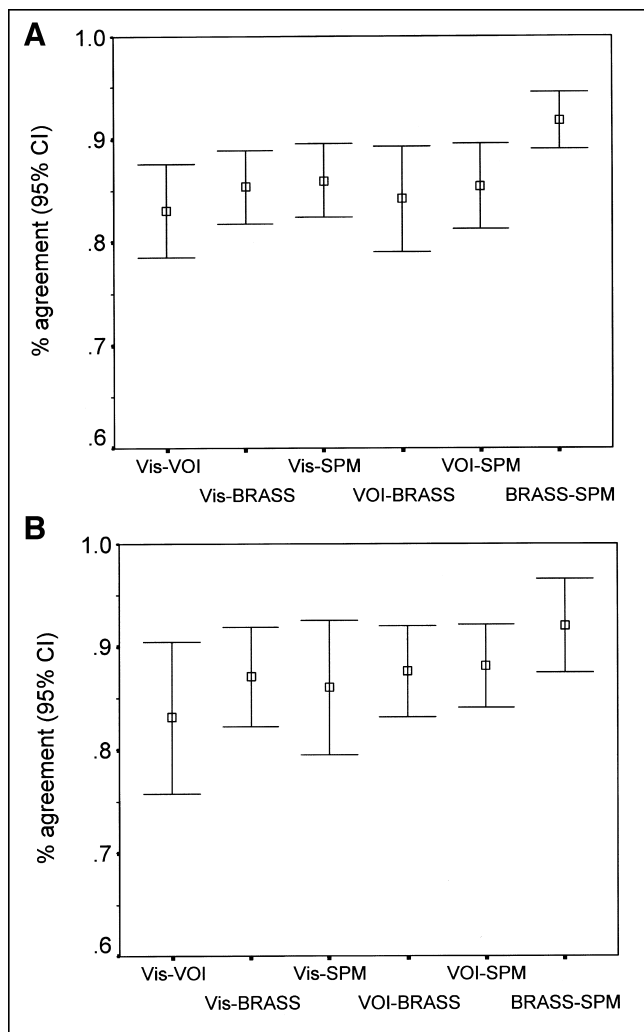 A
1.0
.9
.8
.7
.6
% agreement (95% CI)
Vis-VOI Vis-SPM VOI-SPM
Vis-BRASS VOI-BRASS BRASS-SPM
B
1.0
.9
.8
.7
.6
% agreement (95% CI)
Vis-VOI Vis-SPM VOI-SPM
Vis-BRASS VOI-BRASS BRASS-SPM